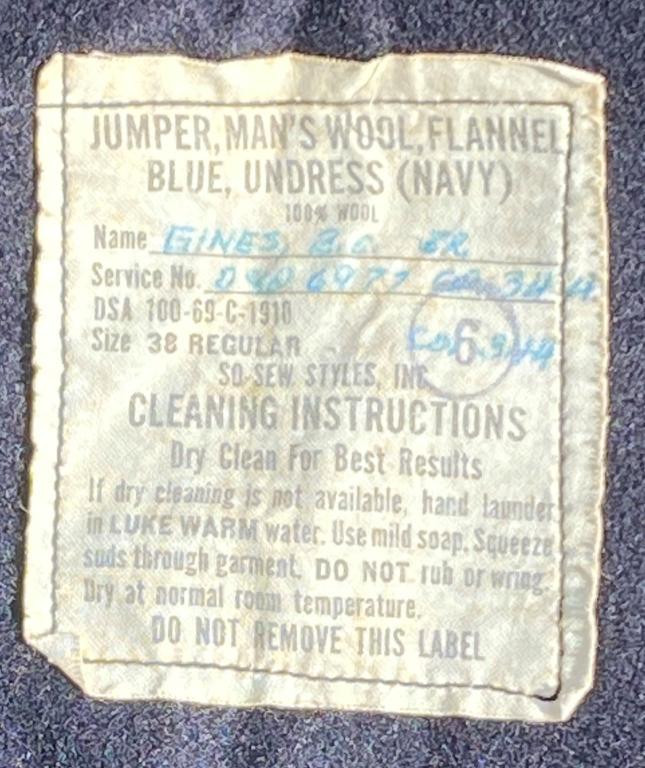 JUMPER, MAN'S WOOL, FLANNEL
BLUE, UNDRESS (NAVY)
100% WOOL
Name GINES
Service No.
DSA 100-69-C-1910
Size 38 REGULAR
6
SO-SEW STYLES, INC
CLEANING INSTRUCTIONS
Dry Clean For Best Results
If dry cleaning is not available, hand launder
in LUKE WARM water. Use mild soap. Squeeze
suds through garment. DO NOT rub or wring.
Dry at normal room temperature.
DO NOT REMOVE THIS LABEL